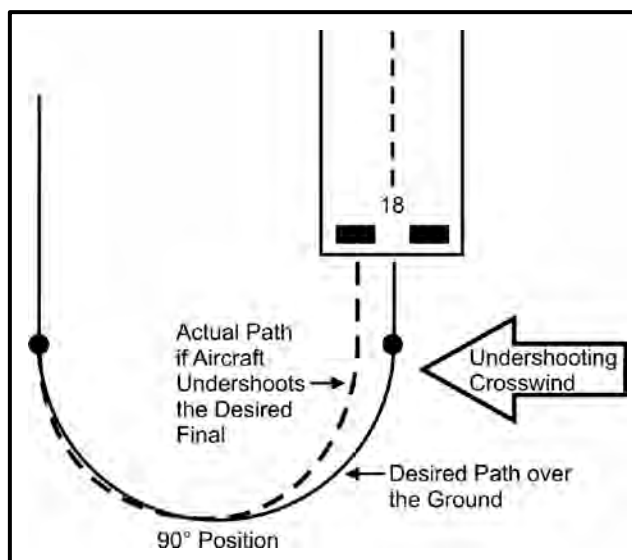 18
Actual Path
if Aircraft
Undershoots
the Desired
Final
Undershooting
Crosswind
Desired Path over
the Ground
90° Position